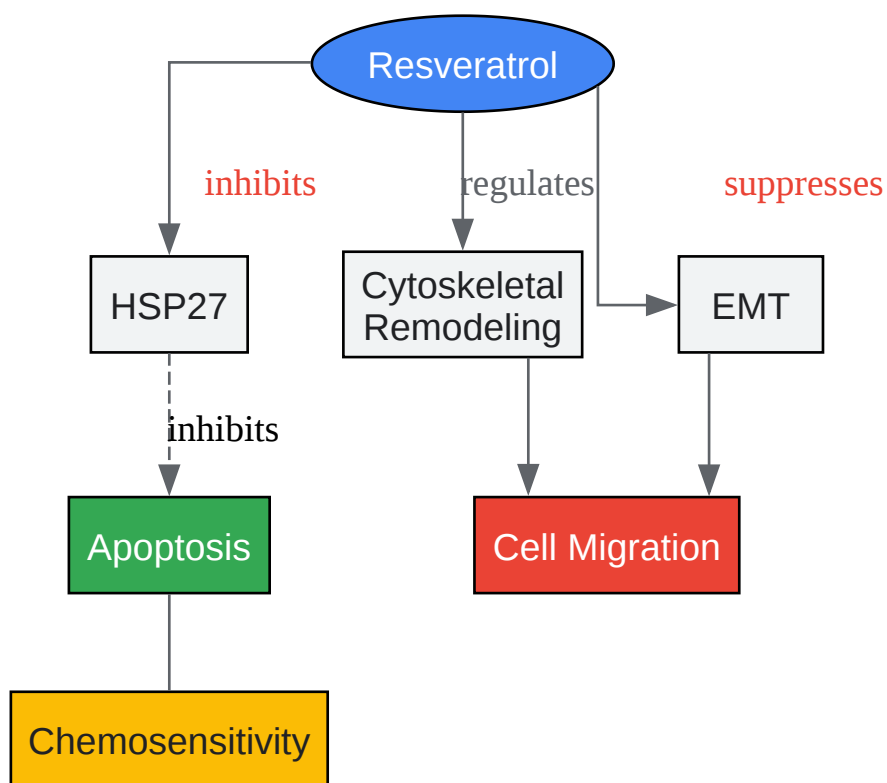 Resveratrol
inhibits
regulates
suppresses
HSP27
Cytoskeletal
Remodeling
EMT
inhibits
Apoptosis
Cell Migration
Chemosensitivity